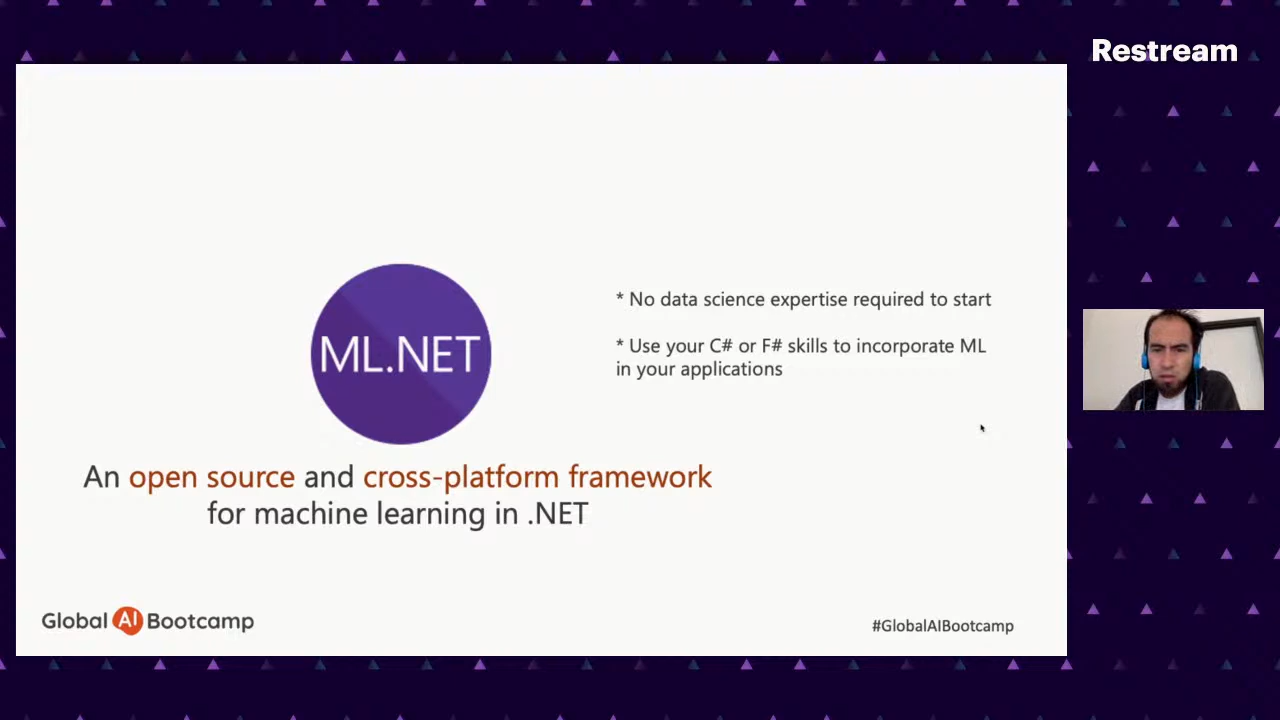 Restream
* No data science expertise required to start
* Use your C# or F# skills to incorporate ML
in your applications
ML.NET
An open source and cross-platform framework
for machine learning in .NET
Global AI Bootcamp
#GlobalAIBootcamp